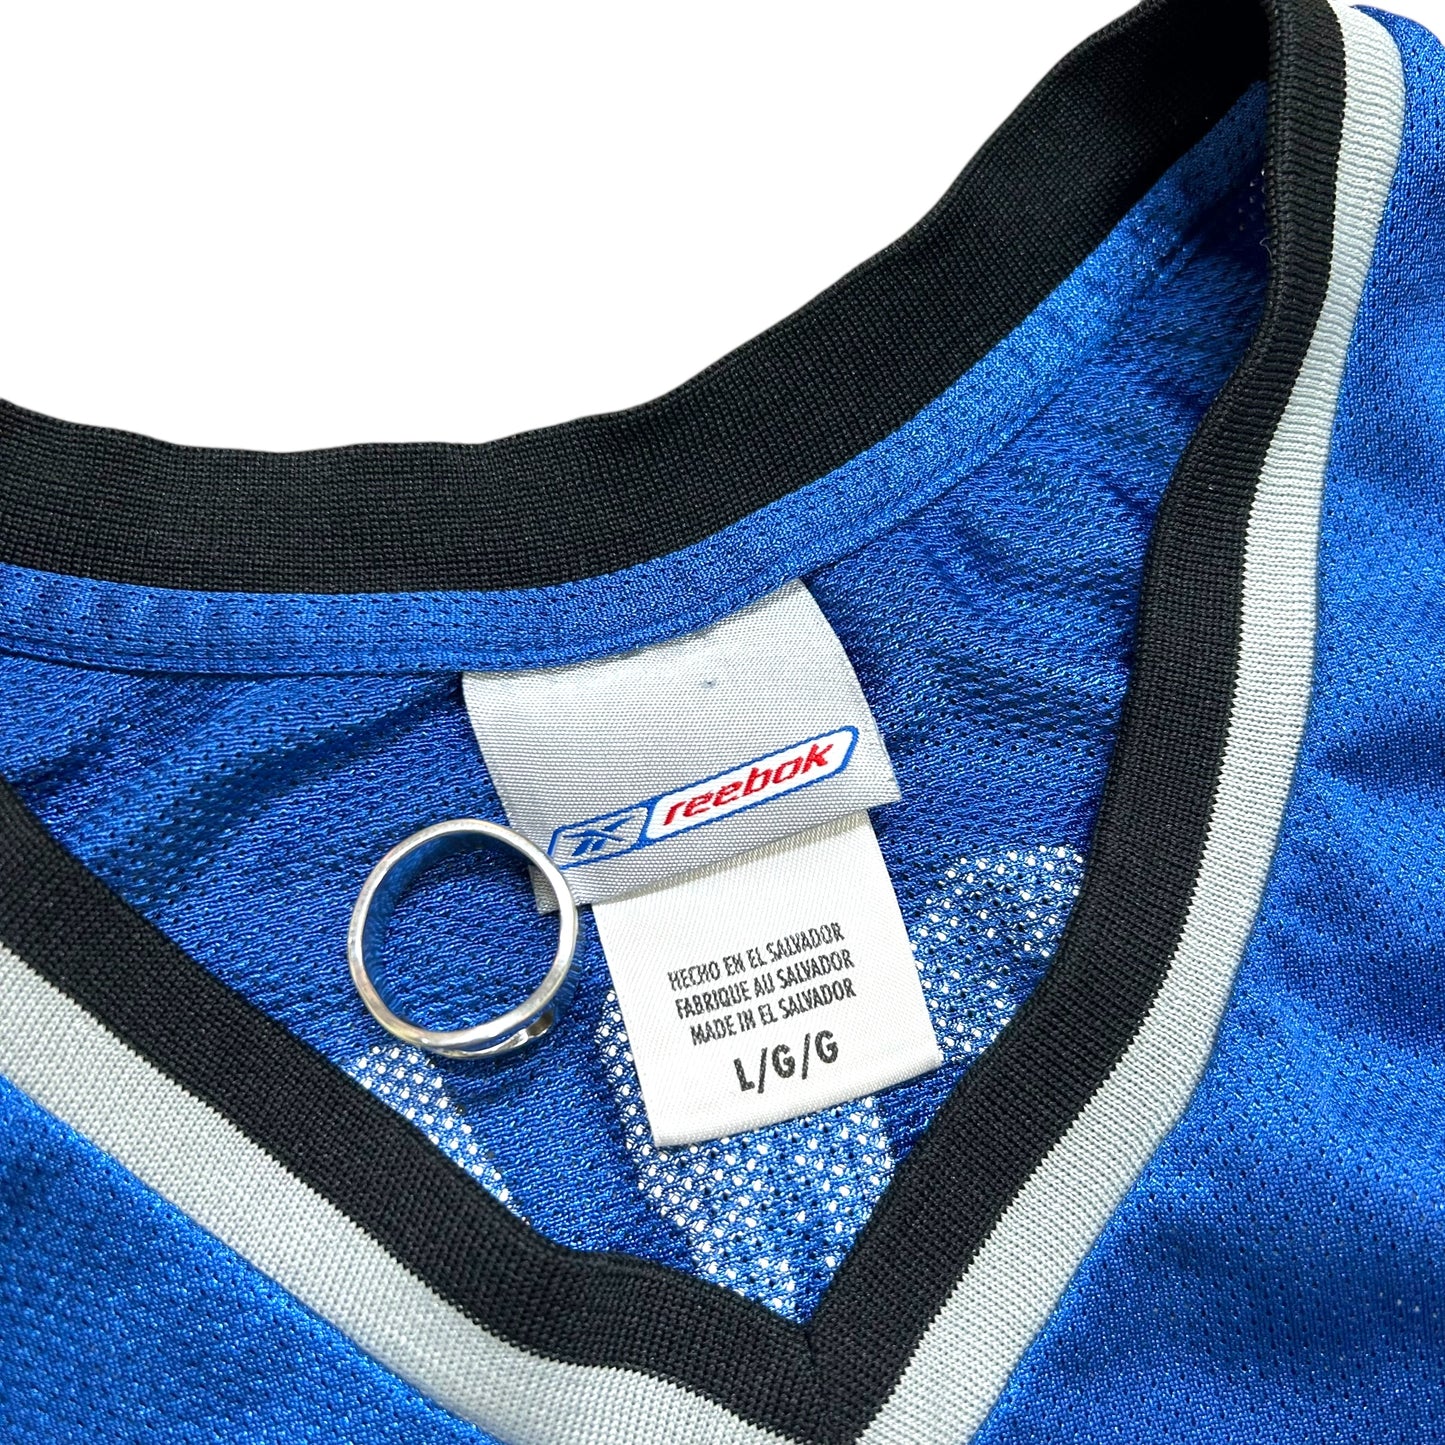 Reebok
HECHO EN EL SALVADOR
FABRIQUE AU SALVADOR
MADE IN EL SALVADOR
L/G/G